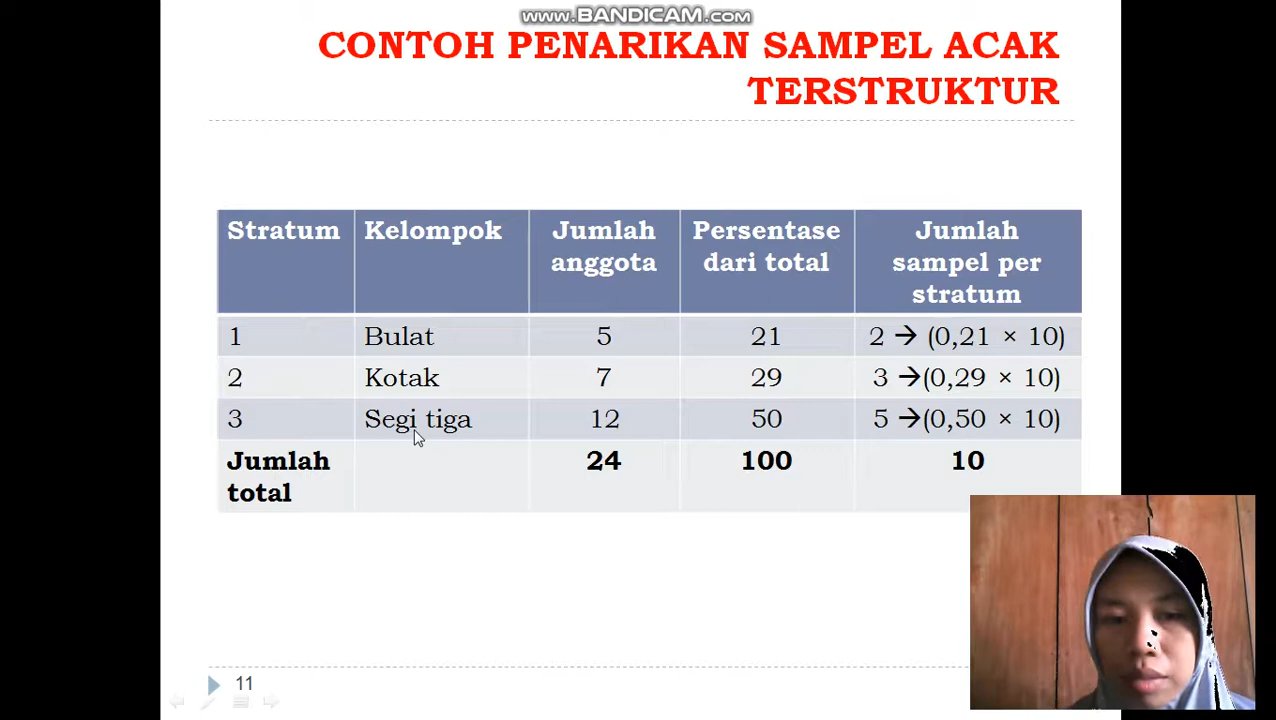 www.BANDICAM.com
CONTOH PENARIKAN SAMPEL ACAK
TERSTRUKTUR
Stratum Kelompok Jumlah anggota Persentase dari total Jumlah sampel per stratum
1 Bulat 5 21 2 → (0,21 × 10)
2 Kotak 7 29 3 →(0,29 × 10)
3 Segi tiga 12 50 5 →(0,50 × 10)
Jumlah total 24 100 10
11